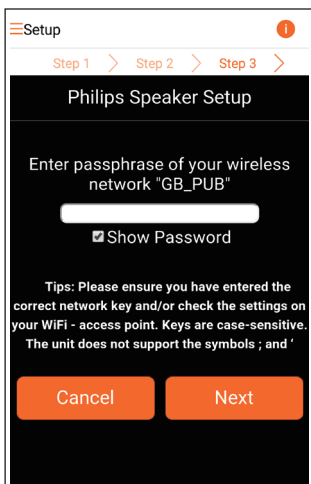 Setup
i
Step 1 Step 2 Step 3
Philips Speaker Setup
Enter passphrase of your wireless
network "GB_PUB"
Show Password
Tips: Please ensure you have entered the
correct network key and/or check the settings on
your WiFi - access point. Keys are case-sensitive.
The unit does not support the symbols ; and ‘
Cancel Next